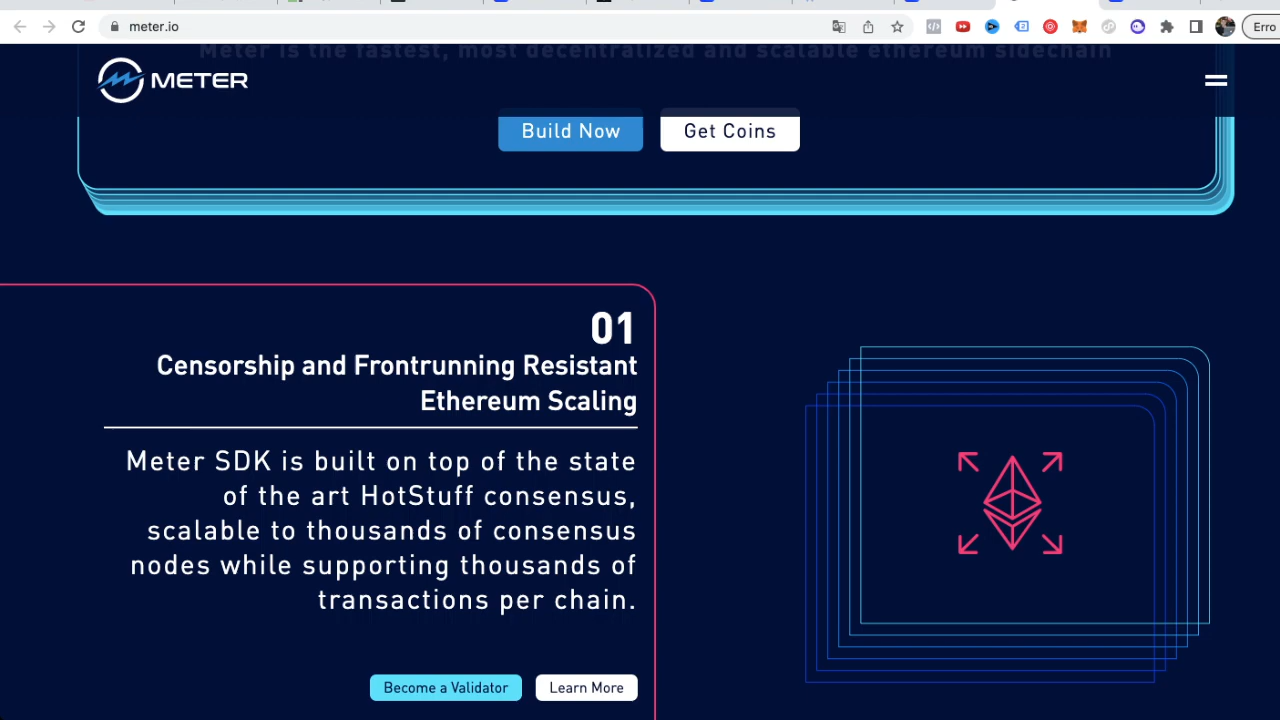 meter.io
Erro
Meter is the fastest, most decentralized and scalable ethereum sidechain
METER
Build Now
Get Coins
01
Censorship and Frontrunning Resistant
Ethereum Scaling
Meter SDK is built on top of the state
of the art HotStuff consensus,
scalable to thousands of consensus
nodes while supporting thousands of
transactions per chain.
Become a Validator
Learn More